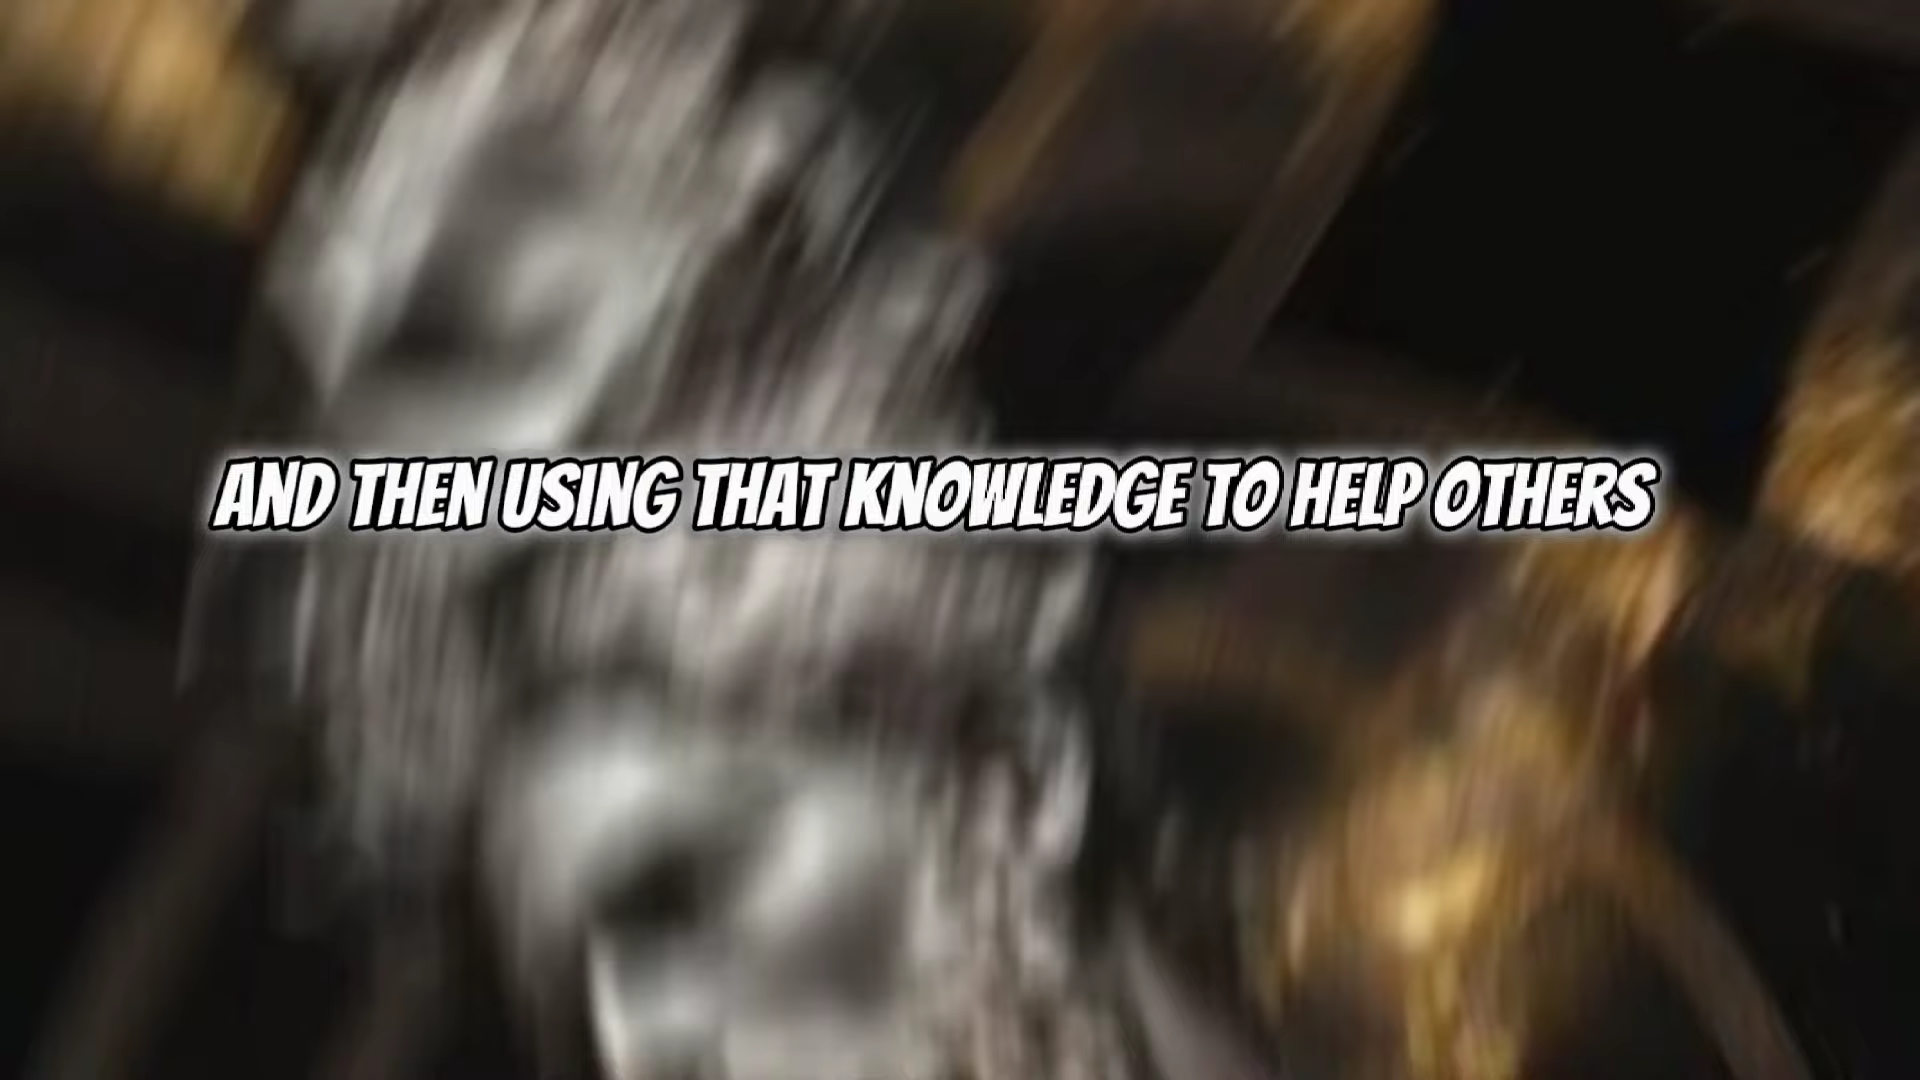 AND THEN USING THAT KNOWLEDGE TO HELP OTHERS